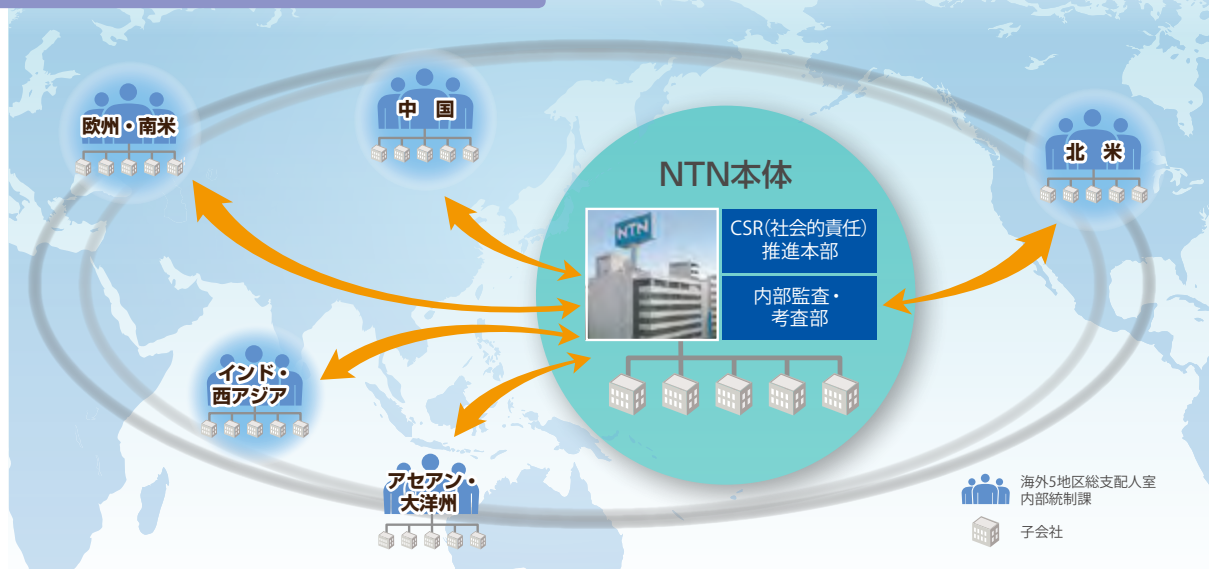 欧州・南米
中　国
北　米
NTN本体
NTN
CSR(社会的責任)
推進本部
内部監査・
考査部
インド・
西アジア
アセアン・
大洋州
海外5地区総支配人室
内部統制課
子会社